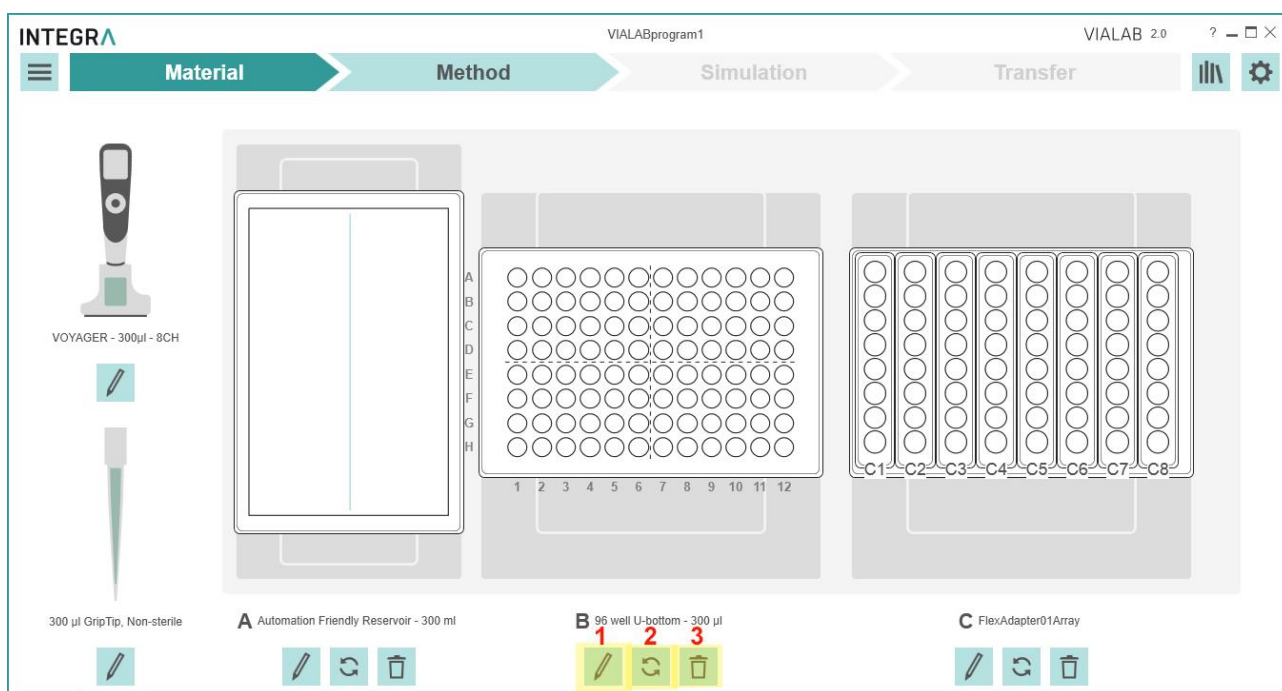 INTEGRA
VIALABprogram1
VIALAB 2.0
?
Material
Method
Simulation
Transfer
VOYAGER - 300µl - 8CH
A
B
C
D
E
F
G
H
1 2 3 4 5 6 7 8 9 10 11 12
C1 C2 C3 C4 C5 C6 C7 C8
300 µl GripTip, Non-sterile
A Automation Friendly Reservoir - 300 ml
B 96 well U-bottom - 300 µl
C FlexAdapter01Array
1 2 3